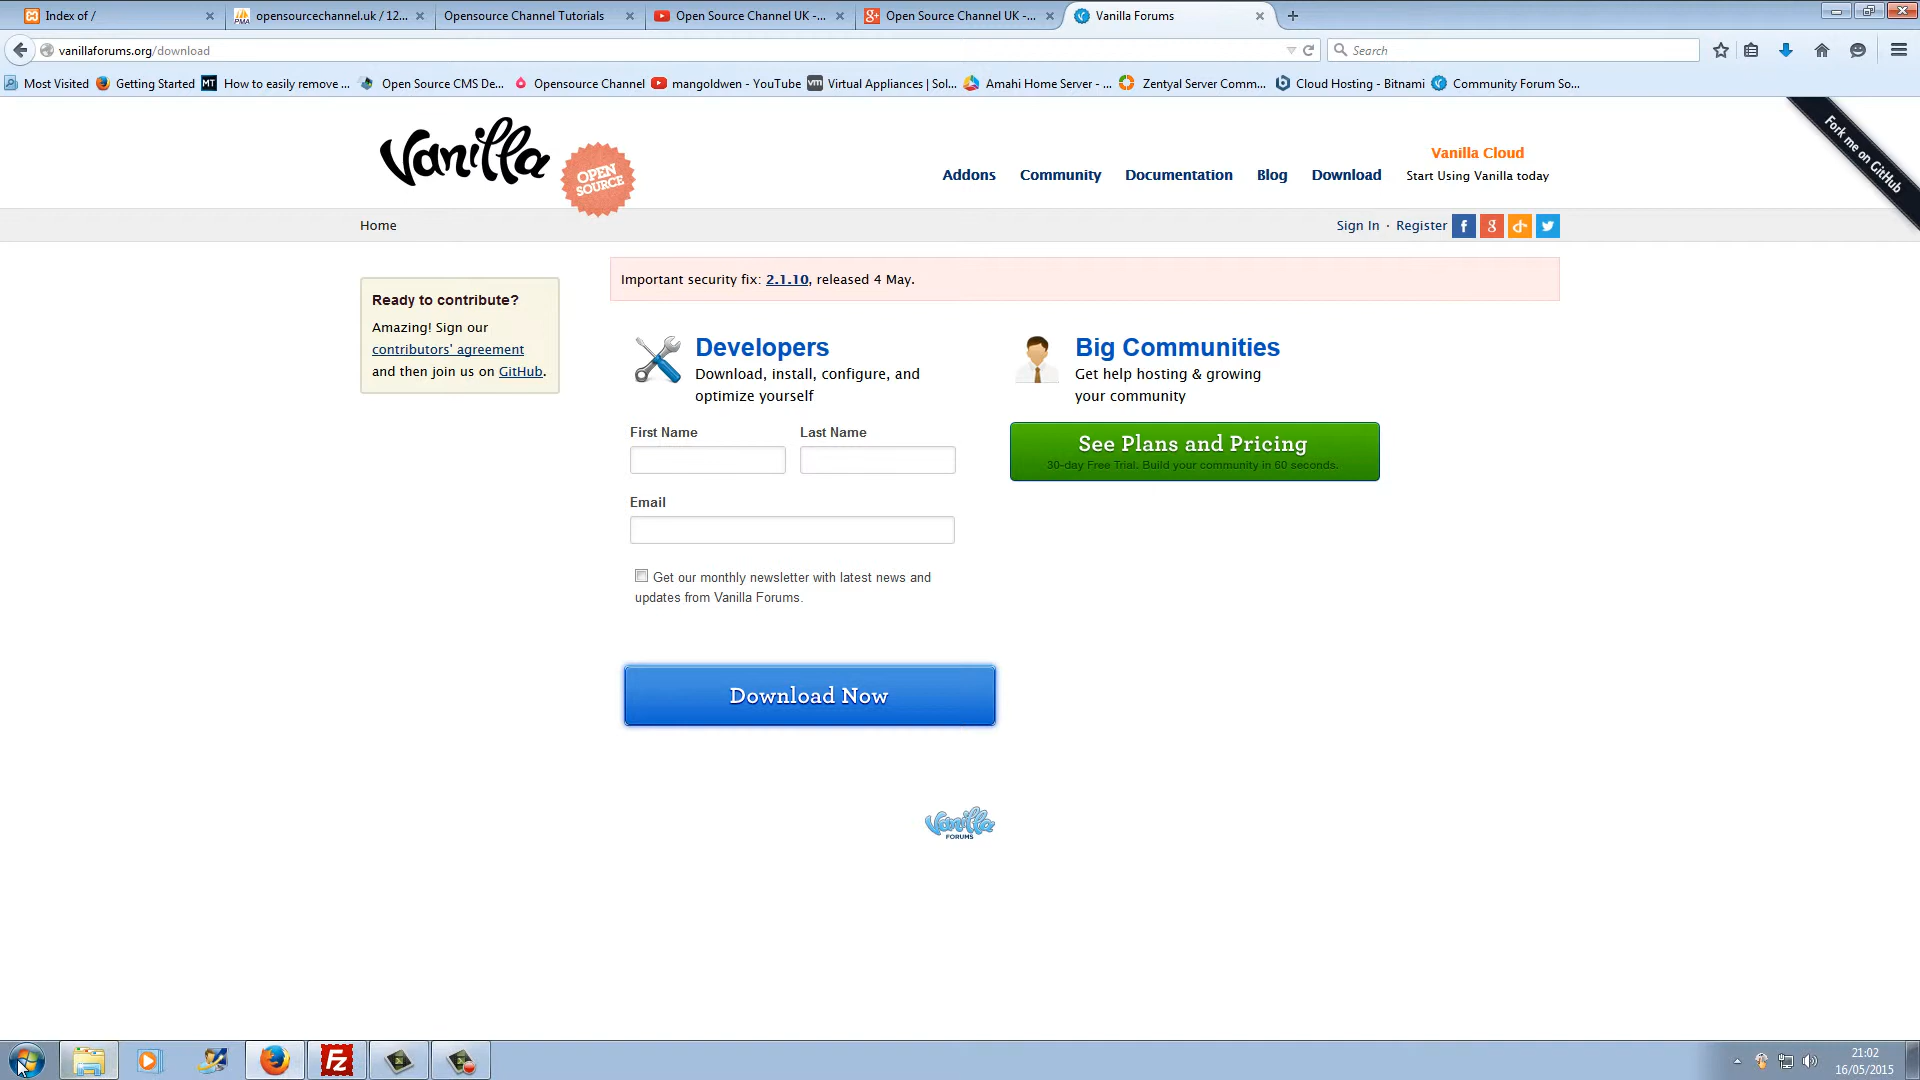 Index of /
opensourcechannel.uk / 12...
Opensource Channel Tutorials
Open Source Channel UK -...
Open Source Channel UK -...
Vanilla Forums
vanillaforums.org/download
Search
Most Visited
Getting Started
MT
How to easily remove ...
Open Source CMS De...
Opensource Channel
mangoldwen - YouTube
vm
Virtual Appliances | Sol...
Amahi Home Server - ...
Zentyal Server Comm...
Cloud Hosting - Bitnami
Community Forum So...
Vanilla
OPEN SOURCE
Addons
Community
Documentation
Blog
Download
Vanilla Cloud
Start Using Vanilla today
Fork me on GitHub
Home
Sign In · Register
Important security fix: 2.1.10, released 4 May.
Ready to contribute?
Amazing! Sign our
contributors' agreement
and then join us on GitHub.
Developers
Download, install, configure, and
optimize yourself
First Name
Last Name
Email
Get our monthly newsletter with latest news and
updates from Vanilla Forums.
Download Now
Big Communities
Get help hosting & growing
your community
See Plans and Pricing
30-day Free Trial. Build your community in 60 seconds.
Vanilla
FORUMS
Fz
21:02
16/05/2015